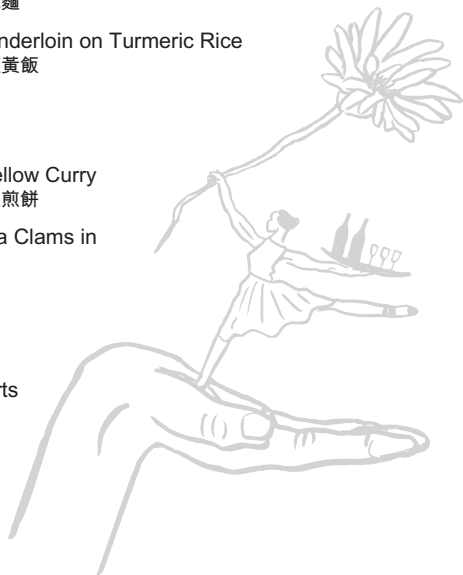 麵
nderloin on Turmeric Rice
黃飯
ellow Curry
煎餅
a Clams in
rts